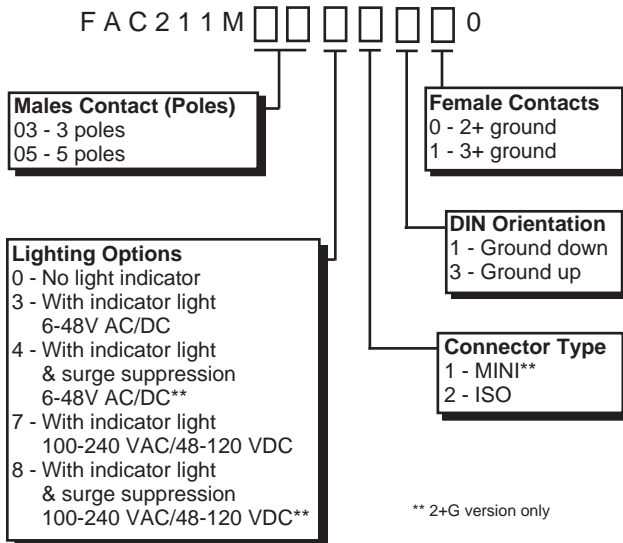 F A C 2 1 1 M 0
Males Contact (Poles)
03 - 3 poles
05 - 5 poles
Female Contacts
0 - 2+ ground
1 - 3+ ground
DIN Orientation
1 - Ground down
3 - Ground up
Lighting Options
0 - No light indicator
3 - With indicator light
6-48V AC/DC
4 - With indicator light
& surge suppression
6-48V AC/DC**
7 - With indicator light
100-240 VAC/48-120 VDC
8 - With indicator light
& surge suppression
100-240 VAC/48-120 VDC**
Connector Type
1 - MINI**
2 - ISO
** 2+G version only